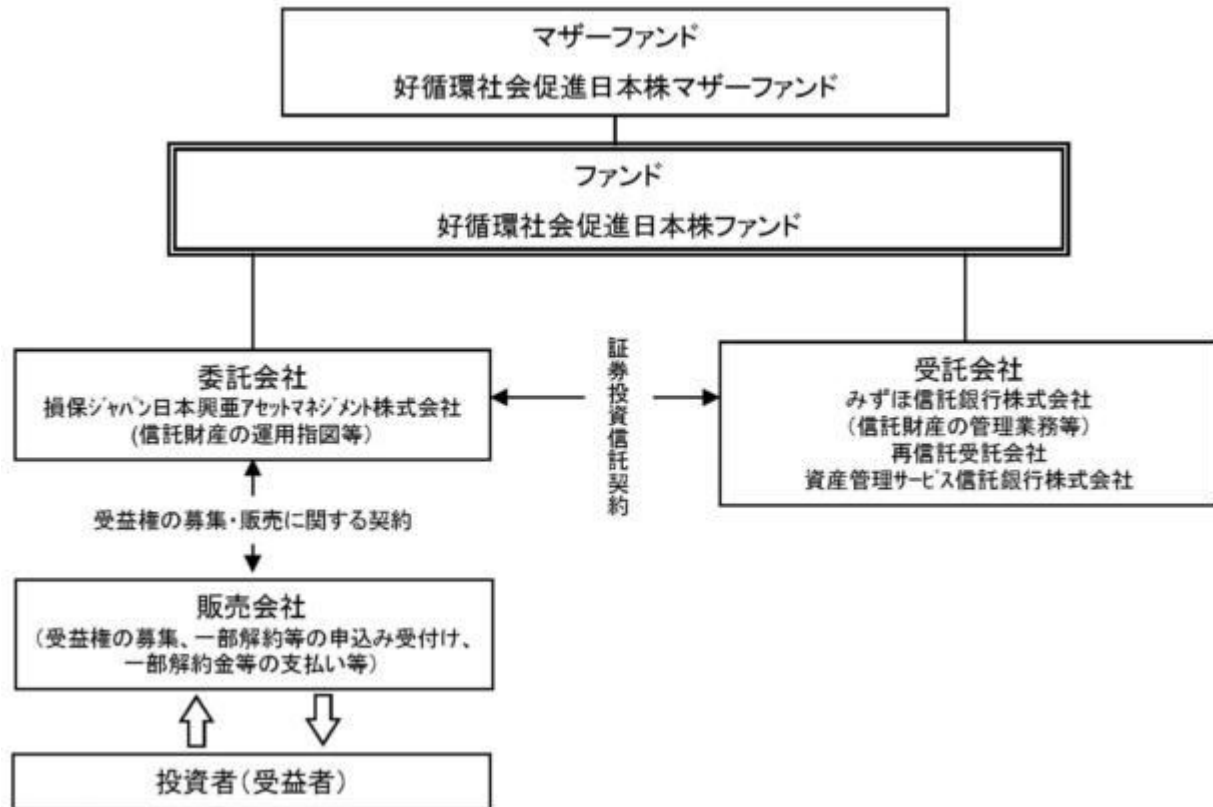 マザーファンド
好循環社会促進日本株マザーファンド
ファンド
好循環社会促進日本株ファンド
委託会社
損保ｼﾞｬﾊﾟﾝ日本興亜ｱｾｯﾄﾏﾈｼﾞﾒﾝﾄ株式会社
(信託財産の運用指図等）
証券投資信託契約
受託会社
みずほ信託銀行株式会社
（信託財産の管理業務等）
再信託受託会社
資産管理ｻｰﾋﾞｽ信託銀行株式会社
受益権の募集・販売に関する契約
販売会社
（受益権の募集、一部解約等の申込み受付け、
一部解約金等の支払い等）
投資者（受益者）